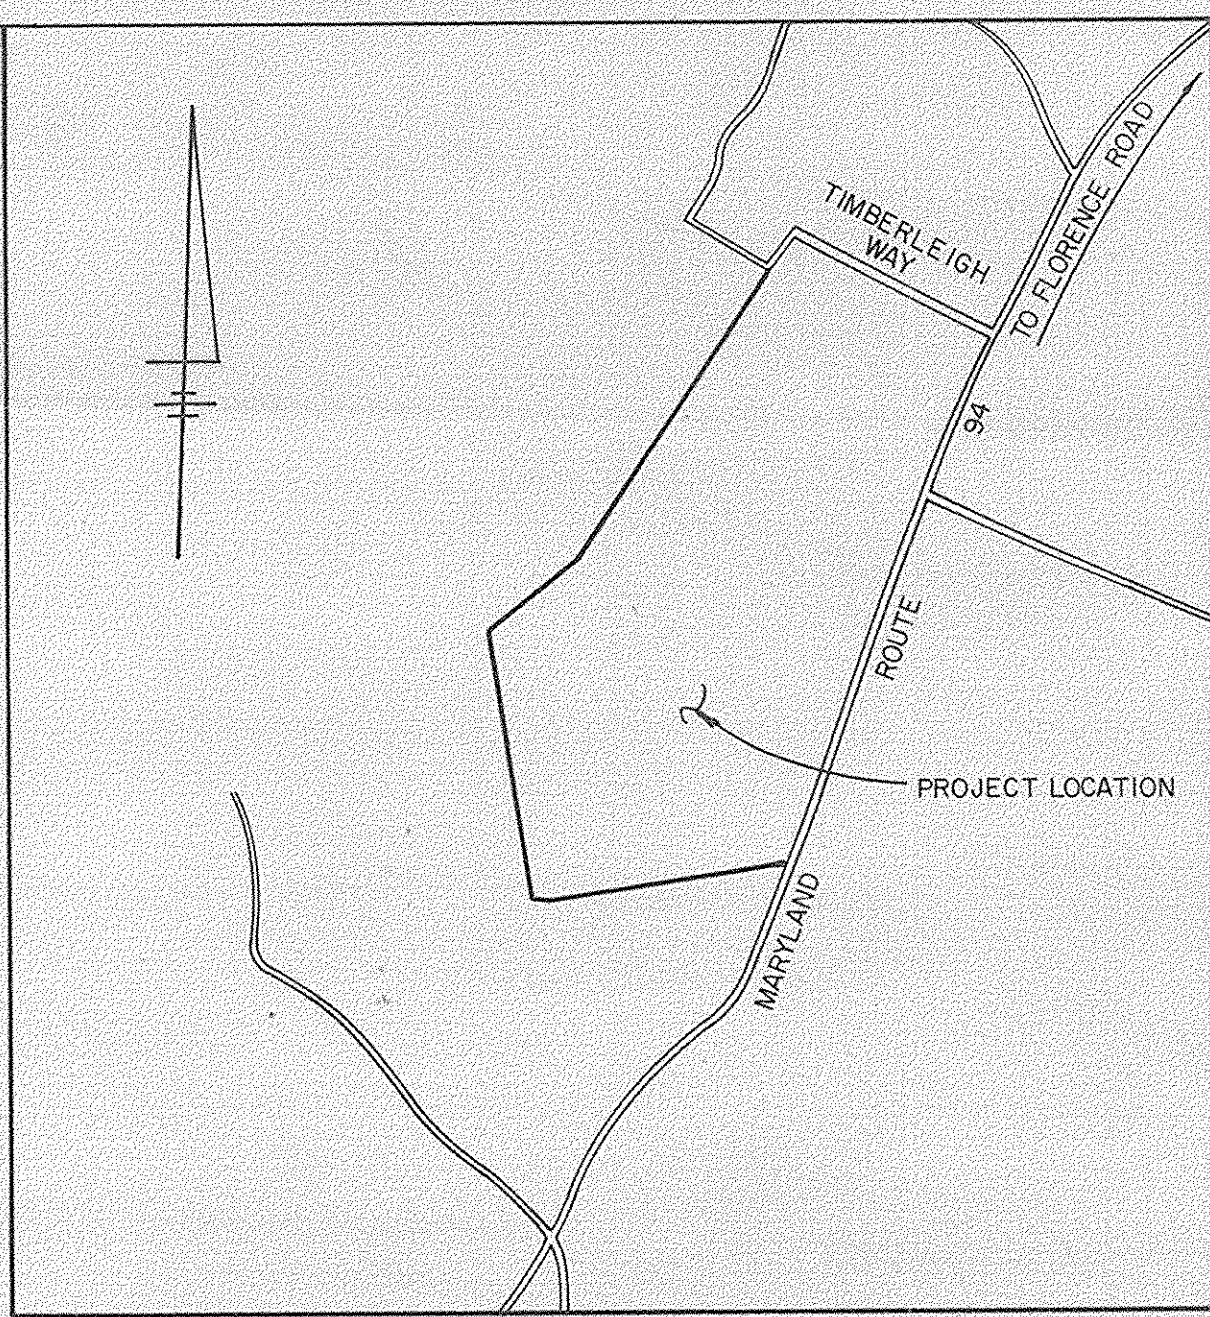 TIMBERLEIGH
WAY
TO FLORENCE ROAD
94
ROUTE
PROJECT LOCATION
MARYLAND